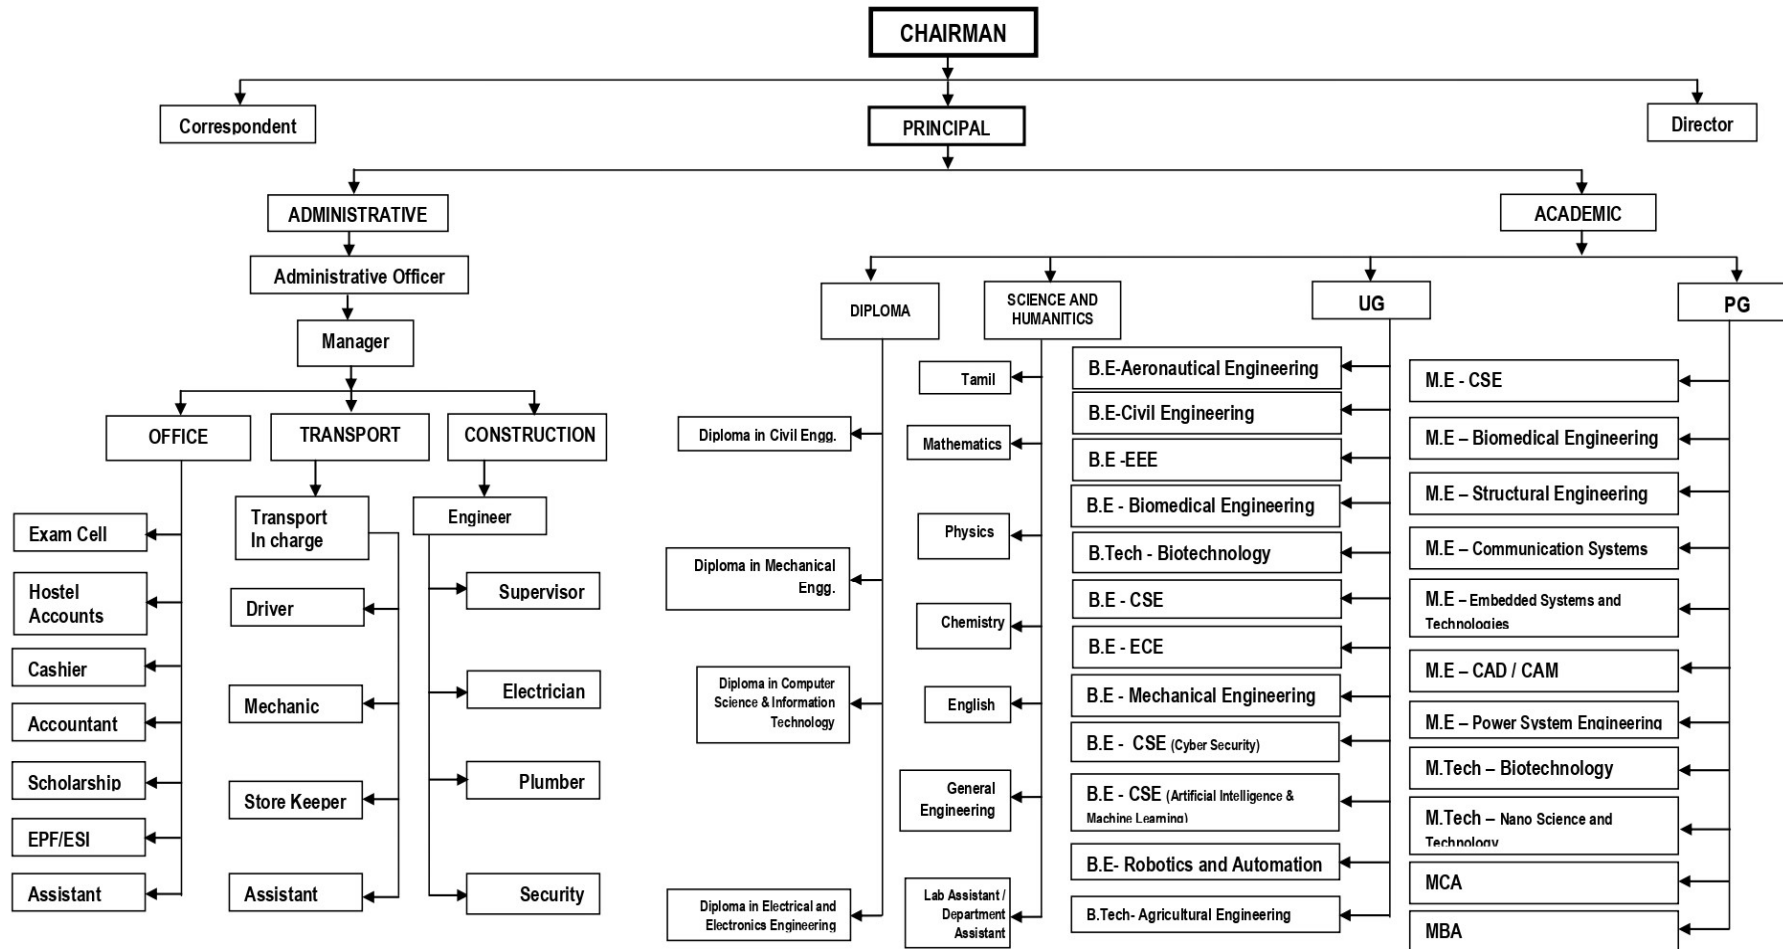 CHAIRMAN
Correspondent
PRINCIPAL
Director
ADMINISTRATIVE
ACADEMIC
Administrative Officer
Manager
OFFICE
TRANSPORT
CONSTRUCTION
Exam Cell
Hostel
Accounts
Cashier
Accountant
Scholarship
EPF/ESI
Assistant
Transport
In charge
Driver
Mechanic
Store Keeper
Assistant
Engineer
Supervisor
Electrician
Plumber
Security
DIPLOMA
Diploma in Civil Engg.
Diploma in Mechanical
Engg.
Diploma in Computer
Science & Information
Technology
Diploma in Electrical and
Electronics Engineering
SCIENCE AND
HUMANITICS
Tamil
Mathematics
Physics
Chemistry
English
General
Engineering
Lab Assistant /
Department
Assistant
UG
B.E-Aeronautical Engineering
B.E-Civil Engineering
B.E -EEE
B.E - Biomedical Engineering
B.Tech - Biotechnology
B.E - CSE
B.E - ECE
B.E - Mechanical Engineering
B.E - CSE (Cyber Security)
B.E - CSE (Artificial Intelligence &
Machine Learning)
B.E- Robotics and Automation
B.Tech- Agricultural Engineering
PG
M.E - CSE
M.E – Biomedical Engineering
M.E – Structural Engineering
M.E – Communication Systems
M.E – Embedded Systems and
Technologies
M.E – CAD / CAM
M.E – Power System Engineering
M.Tech – Biotechnology
M.Tech – Nano Science and
Technology
MCA
MBA